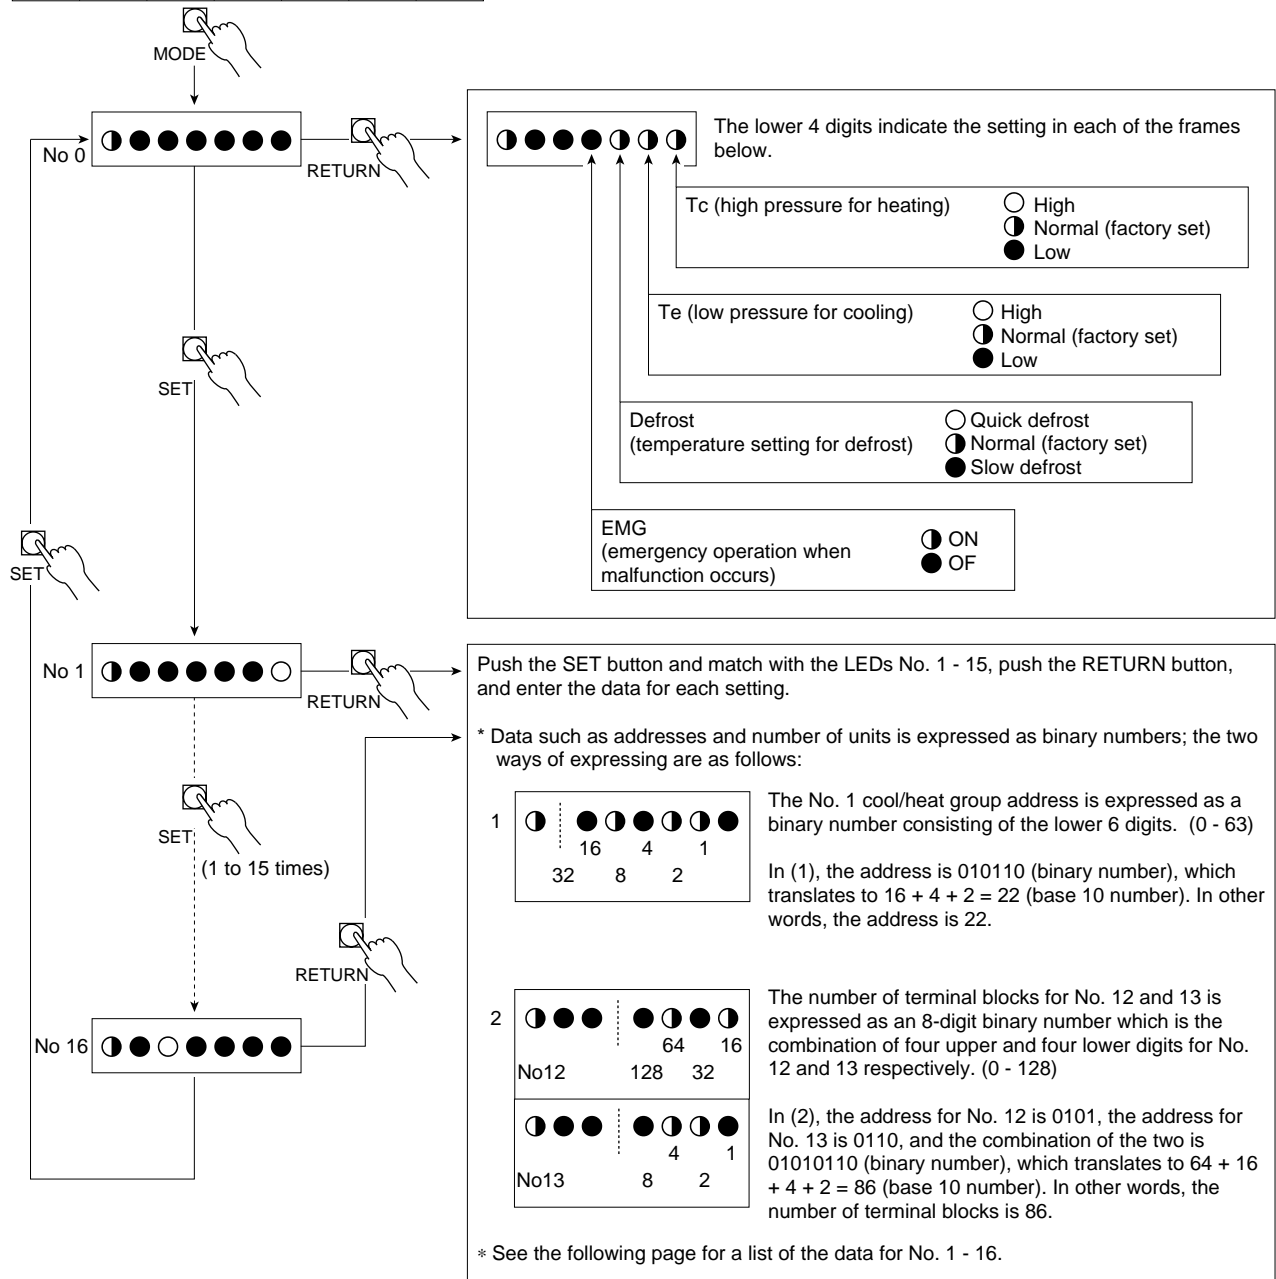 MODE
No 0
RETURN
The lower 4 digits indicate the setting in each of the frames
below.
Tc (high pressure for heating)
High
Normal (factory set)
Low
Te (low pressure for cooling)
High
Normal (factory set)
Low
SET
Defrost
(temperature setting for defrost)
Quick defrost
Normal (factory set)
Slow defrost
EMG
(emergency operation when
malfunction occurs)
ON
OF
SET
No 1
RETURN
Push the SET button and match with the LEDs No. 1 - 15, push the RETURN button,
and enter the data for each setting.
* Data such as addresses and number of units is expressed as binary numbers; the two
ways of expressing are as follows:
SET
(1 to 15 times)
1
16 4 1
32 8 2
The No. 1 cool/heat group address is expressed as a
binary number consisting of the lower 6 digits. (0 - 63)
In (1), the address is 010110 (binary number), which
translates to 16 + 4 + 2 = 22 (base 10 number). In other
words, the address is 22.
RETURN
No 16
2
64 16
No12 128 32
The number of terminal blocks for No. 12 and 13 is
expressed as an 8-digit binary number which is the
combination of four upper and four lower digits for No.
12 and 13 respectively. (0 - 128)
4 1
No13 8 2
In (2), the address for No. 12 is 0101, the address for
No. 13 is 0110, and the combination of the two is
01010110 (binary number), which translates to 64 + 16
+ 4 + 2 = 86 (base 10 number). In other words, the
number of terminal blocks is 86.
* See the following page for a list of the data for No. 1 - 16.